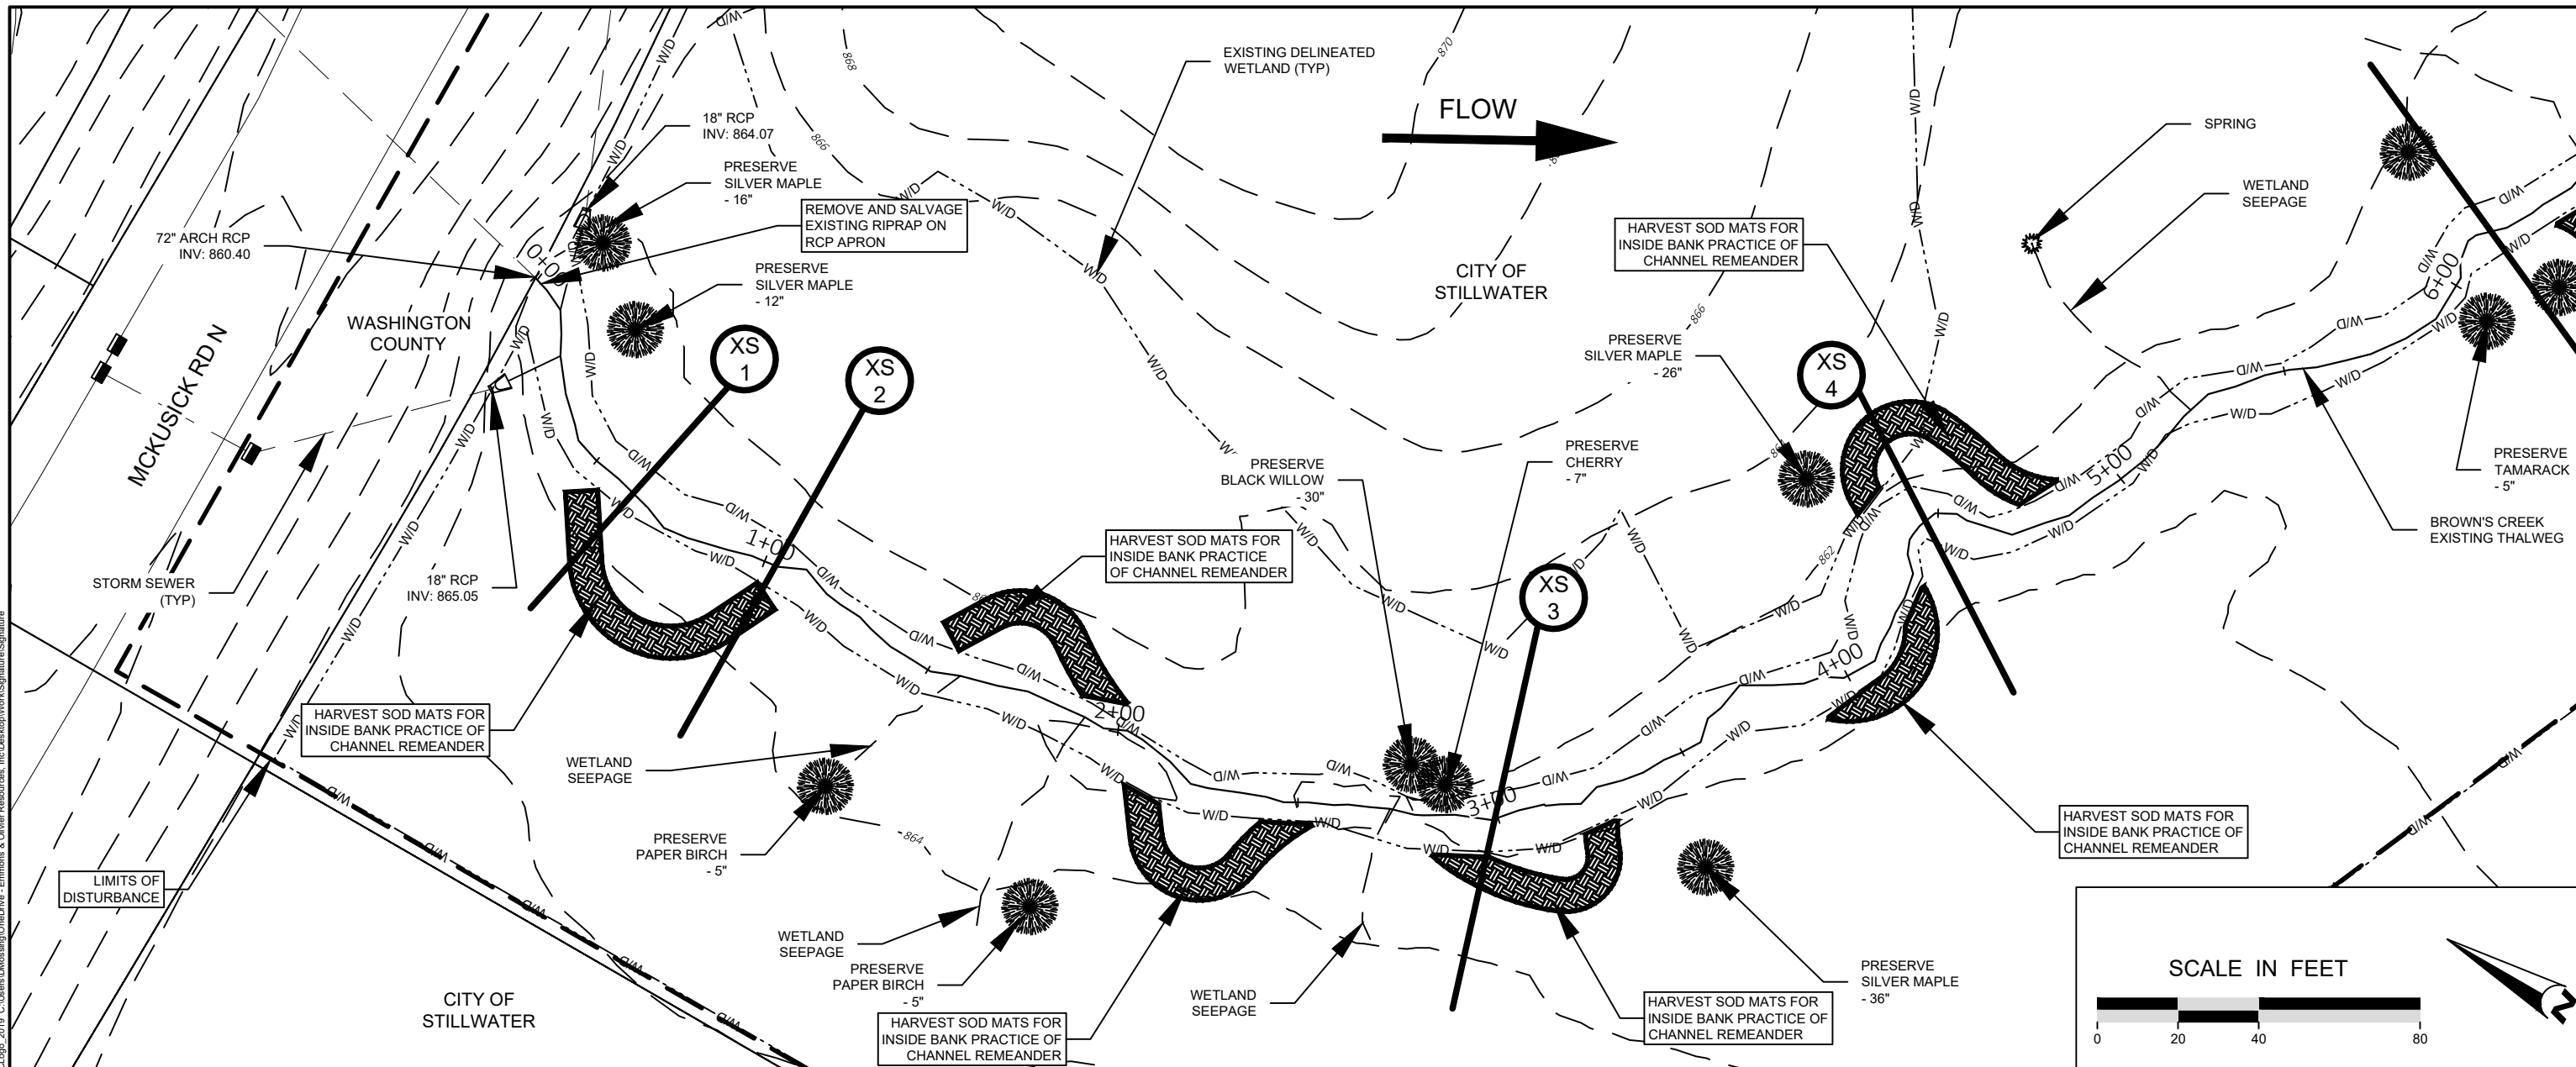 EXISTING DELINEATED
WETLAND (TYP)
FLOW
870
868
866
18" RCP
INV: 864.07
PRESERVE
SILVER MAPLE
- 16"
REMOVE AND SALVAGE
EXISTING RIPRAP ON
RCP APRON
72" ARCH RCP
INV: 860.40
0+00
PRESERVE
SILVER MAPLE
- 12"
WASHINGTON
COUNTY
MCKUSICK RD N
XS
1
XS
2
CITY OF
STILLWATER
HARVEST SOD MATS FOR
INSIDE BANK PRACTICE OF
CHANNEL REMEANDER
866
PRESERVE
SILVER MAPLE
- 26"
XS
4
SPRING
WETLAND
SEEPAGE
6+00
PRESERVE
TAMARACK
- 5"
BROWN'S CREEK
EXISTING THALWEG
5+00
PRESERVE
BLACK WILLOW
- 30"
PRESERVE
CHERRY
- 7"
862
XS
3
1+00
HARVEST SOD MATS FOR
INSIDE BANK PRACTICE
OF CHANNEL REMEANDER
STORM SEWER
(TYP)
18" RCP
INV: 865.05
4+00
2+00
3+00
HARVEST SOD MATS FOR
INSIDE BANK PRACTICE OF
CHANNEL REMEANDER
WETLAND
SEEPAGE
PRESERVE
PAPER BIRCH
- 5"
864
LIMITS OF
DISTURBANCE
WETLAND
SEEPAGE
PRESERVE
PAPER BIRCH
- 5"
CITY OF
STILLWATER
HARVEST SOD MATS FOR
INSIDE BANK PRACTICE OF
CHANNEL REMEANDER
WETLAND
SEEPAGE
HARVEST SOD MATS FOR
INSIDE BANK PRACTICE OF
CHANNEL REMEANDER
PRESERVE
SILVER MAPLE
- 36"
HARVEST SOD MATS FOR
INSIDE BANK PRACTICE OF
CHANNEL REMEANDER
SCALE IN FEET
0 20 40 80
W/D